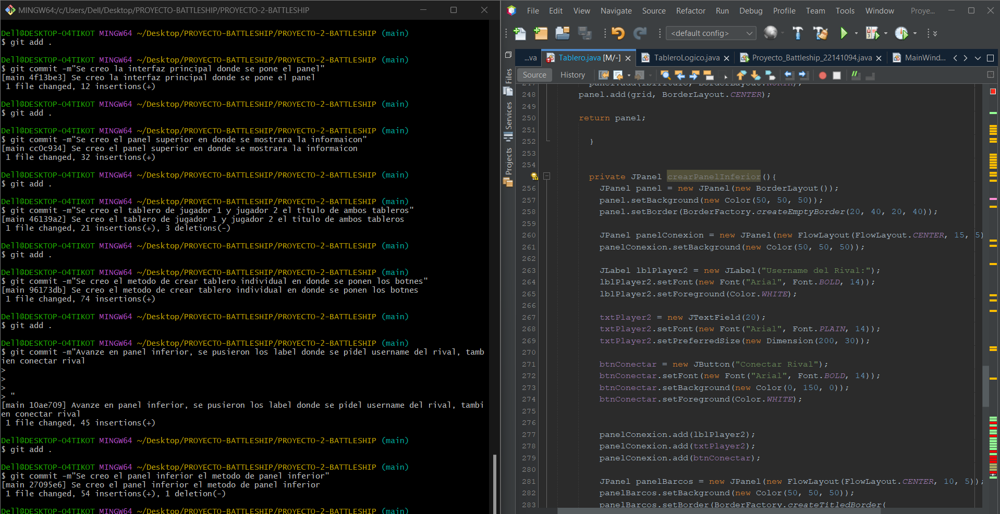 MINGW64:/c/Users/Dell/Desktop/PROYECTO-BATTLESHIP/PROYECTO-2-BATTLESHIP
Dell@DESKTOP-O4TIKOT MINGW64 ~/Desktop/PROYECTO-BATTLESHIP/PROYECTO-2-BATTLESHIP (main)
$ git add .
Dell@DESKTOP-O4TIKOT MINGW64 ~/Desktop/PROYECTO-BATTLESHIP/PROYECTO-2-BATTLESHIP (main)
$ git commit -m"Se creo la interfaz principal donde se pone el panel"
[main 4f13be3] Se creo la interfaz principal donde se pone el panel
1 file changed, 12 insertions(+)
Dell@DESKTOP-O4TIKOT MINGW64 ~/Desktop/PROYECTO-BATTLESHIP/PROYECTO-2-BATTLESHIP (main)
$ git add .
Dell@DESKTOP-O4TIKOT MINGW64 ~/Desktop/PROYECTO-BATTLESHIP/PROYECTO-2-BATTLESHIP (main)
$ git commit -m"Se creo el panel superior en donde se mostrara la informaicon"
[main cc0c934] Se creo el panel superior en donde se mostrara la informaicon
1 file changed, 32 insertions(+)
Dell@DESKTOP-O4TIKOT MINGW64 ~/Desktop/PROYECTO-BATTLESHIP/PROYECTO-2-BATTLESHIP (main)
$ git add .
Dell@DESKTOP-O4TIKOT MINGW64 ~/Desktop/PROYECTO-BATTLESHIP/PROYECTO-2-BATTLESHIP (main)
$ git commit -m"Se creo el tablero de jugador 1 y jugador 2 el titulo de ambos tableros"
[main 46139a2] Se creo el tablero de jugador 1 y jugador 2 el titulo de ambos tableros
1 file changed, 21 insertions(+), 3 deletions(-)
Dell@DESKTOP-O4TIKOT MINGW64 ~/Desktop/PROYECTO-BATTLESHIP/PROYECTO-2-BATTLESHIP (main)
$ git add .
Dell@DESKTOP-O4TIKOT MINGW64 ~/Desktop/PROYECTO-BATTLESHIP/PROYECTO-2-BATTLESHIP (main)
$ git commit -m"Se creo el metodo de crear tablero individual en donde se ponen los botnes"
[main 96173db] Se creo el metodo de crear tablero individual en donde se ponen los botnes
1 file changed, 74 insertions(+)
Dell@DESKTOP-O4TIKOT MINGW64 ~/Desktop/PROYECTO-BATTLESHIP/PROYECTO-2-BATTLESHIP (main)
$ git add .
Dell@DESKTOP-O4TIKOT MINGW64 ~/Desktop/PROYECTO-BATTLESHIP/PROYECTO-2-BATTLESHIP (main)
$ git commit -m"Avanze en panel inferior, se pusieron los label donde se pidel username del rival, tamb
ien conectar rival
>
>
>
> "
[main 10ae709] Avanze en panel inferior, se pusieron los label donde se pidel username del rival, tambi
en conectar rival
1 file changed, 45 insertions(+)
Dell@DESKTOP-O4TIKOT MINGW64 ~/Desktop/PROYECTO-BATTLESHIP/PROYECTO-2-BATTLESHIP (main)
$ git add .
Dell@DESKTOP-O4TIKOT MINGW64 ~/Desktop/PROYECTO-BATTLESHIP/PROYECTO-2-BATTLESHIP (main)
$ git commit -m"Se creo el panel inferior el metodo de panel inferior"
[main 27095e6] Se creo el panel inferior el metodo de panel inferior
1 file changed, 54 insertions(+), 1 deletion(-)
Dell@DESKTOP-O4TIKOT MINGW64 ~/Desktop/PROYECTO-BATTLESHIP/PROYECTO-2-BATTLESHIP (main)
File Edit View Navigate Source Refactor Run Debug Profile Team Tools Window Proye...
<default config>
...va Tablero.java [M/-] TableroLogico.java Proyecto_Battleship_22141094.java MainWind...
Source History
Files
Services
Projects
247 panel.add(lblTitulo, BorderLayout.NORTH);
248 panel.add(grid, BorderLayout.CENTER);
249
250 return panel;
251
252 }
253
254
private JPanel crearPanelInferior(){
256 JPanel panel = new JPanel(new BorderLayout());
257 panel.setBackground(new Color(50, 50, 50));
258 panel.setBorder(BorderFactory.createEmptyBorder(20, 40, 20, 40));
259
260 JPanel panelConexion = new JPanel(new FlowLayout(FlowLayout.CENTER, 15, 5)
261 panelConexion.setBackground(new Color(50, 50, 50));
262
263 JLabel lblPlayer2 = new JLabel("Username del Rival:");
264 lblPlayer2.setFont(new Font("Arial", Font.BOLD, 14));
265 lblPlayer2.setForeground(Color.WHITE);
266
267 txtPlayer2 = new JTextField(20);
268 txtPlayer2.setFont(new Font("Arial", Font.PLAIN, 14));
269 txtPlayer2.setPreferredSize(new Dimension(200, 30));
270
271 btnConectar = new JButton("Conectar Rival");
272 btnConectar.setFont(new Font("Arial", Font.BOLD, 14));
273 btnConectar.setBackground(new Color(0, 150, 0));
274 btnConectar.setForeground(Color.WHITE);
275
276
277 panelConexion.add(lblPlayer2);
278 panelConexion.add(txtPlayer2);
279 panelConexion.add(btnConectar);
280
281 JPanel panelBarcos = new JPanel(new FlowLayout(FlowLayout.CENTER, 10, 5));
282 panelBarcos.setBackground(new Color(50, 50, 50));
283 panelBarcos.setBorder(BorderFactory.createTitledBorder(